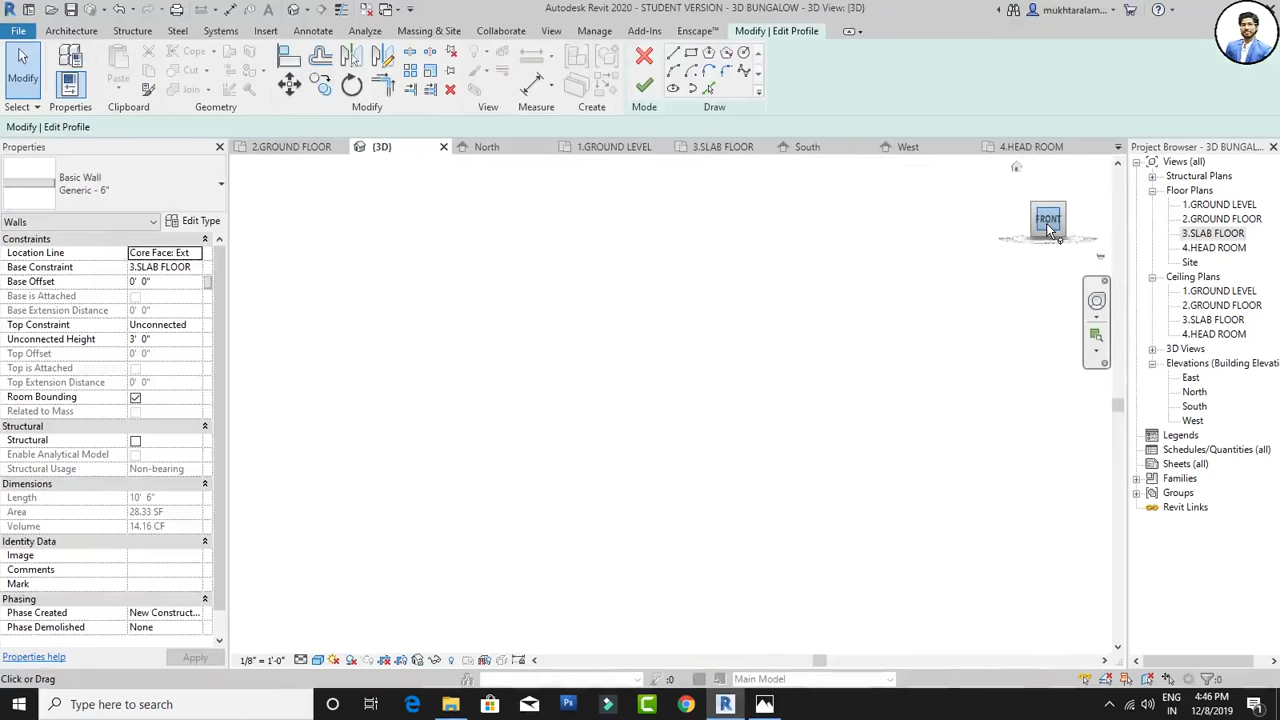 Autodesk Revit 2020 - STUDENT VERSION - 3D BUNGALOW - 3D View: {3D}
mukhtaralam...
File Architecture Structure Steel Systems Insert Annotate Analyze Massing & Site Collaborate View Manage Add-Ins Enscape™ Modify | Edit Profile
Modify Properties Paste Cope Cut Join
Select Properties Clipboard Geometry Modify View Measure Create Mode Draw
Modify | Edit Profile
Properties
2.GROUND FLOOR {3D} North 1.GROUND LEVEL 3.SLAB FLOOR South West 4.HEAD ROOM
Project Browser - 3D BUNGAL...
Basic Wall
Generic - 6"
Walls Edit Type
Constraints
Location Line Core Face: Ext
Base Constraint 3.SLAB FLOOR
Base Offset 0' 0"
Base is Attached
Base Extension Distance 0' 0"
Top Constraint Unconnected
Unconnected Height 3' 0"
Top Offset 0' 0"
Top is Attached
Top Extension Distance 0' 0"
Room Bounding
Related to Mass
Structural
Structural
Enable Analytical Model
Structural Usage Non-bearing
Dimensions
Length 10' 6"
Area 28.33 SF
Volume 14.16 CF
Identity Data
Image
Comments
Mark
Phasing
Phase Created New Construct...
Phase Demolished None
Properties help Apply
FRONT
Views (all)
Structural Plans
Floor Plans
1.GROUND LEVEL
2.GROUND FLOOR
3.SLAB FLOOR
4.HEAD ROOM
Site
Ceiling Plans
1.GROUND LEVEL
2.GROUND FLOOR
3.SLAB FLOOR
4.HEAD ROOM
3D Views
Elevations (Building Elevati
East
North
South
West
Legends
Schedules/Quantities (all)
Sheets (all)
Families
Groups
Revit Links
1/8" = 1'-0"
Click or Drag
:0
Main Model
:0
Type here to search
ENG
IN
4:46 PM
12/8/2019